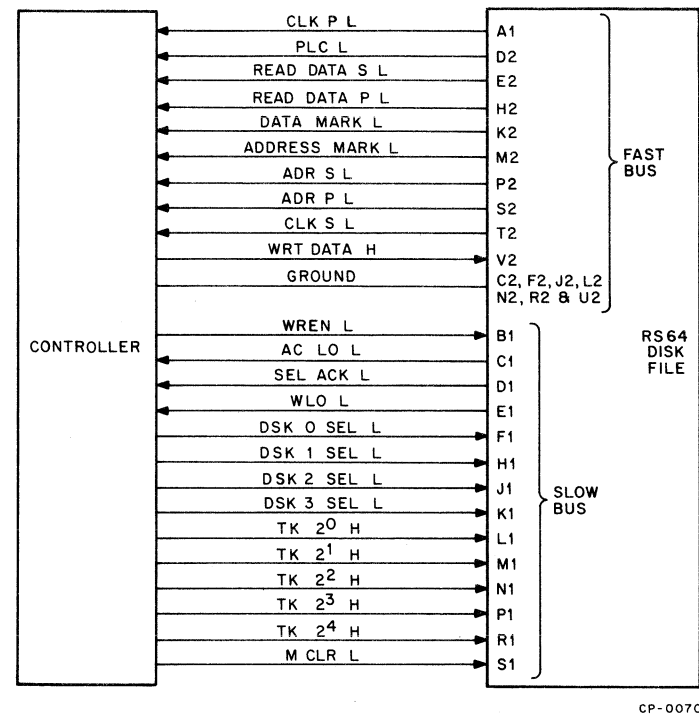 CLK P L
A1
PLC L
D2
READ DATA S L
E2
READ DATA P L
H2
DATA MARK L
K2
ADDRESS MARK L
M2
FAST
BUS
ADR S L
P2
ADR P L
S2
CLK S L
T2
WRT DATA H
V2
GROUND
C2, F2, J2, L2
N2, R2 & U2
WREN L
B1
CONTROLLER
RS64
DISK
FILE
AC LO L
C1
SEL ACK L
D1
WLO L
E1
DSK 0 SEL L
F1
DSK 1 SEL L
H1
DSK 2 SEL L
J1
SLOW
BUS
DSK 3 SEL L
K1
TK 2⁰ H
L1
TK 2¹ H
M1
TK 2² H
N1
TK 2³ H
P1
TK 2⁴ H
R1
M CLR L
S1
CP-0070